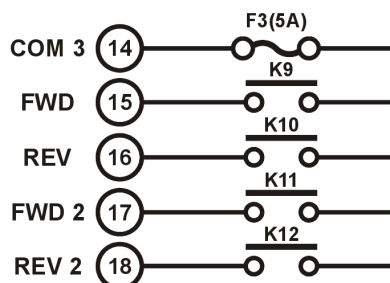 F3(5A)
COM 3 14
K9
FWD 15
K10
REV 16
K11
FWD 2 17
K12
REV 2 18